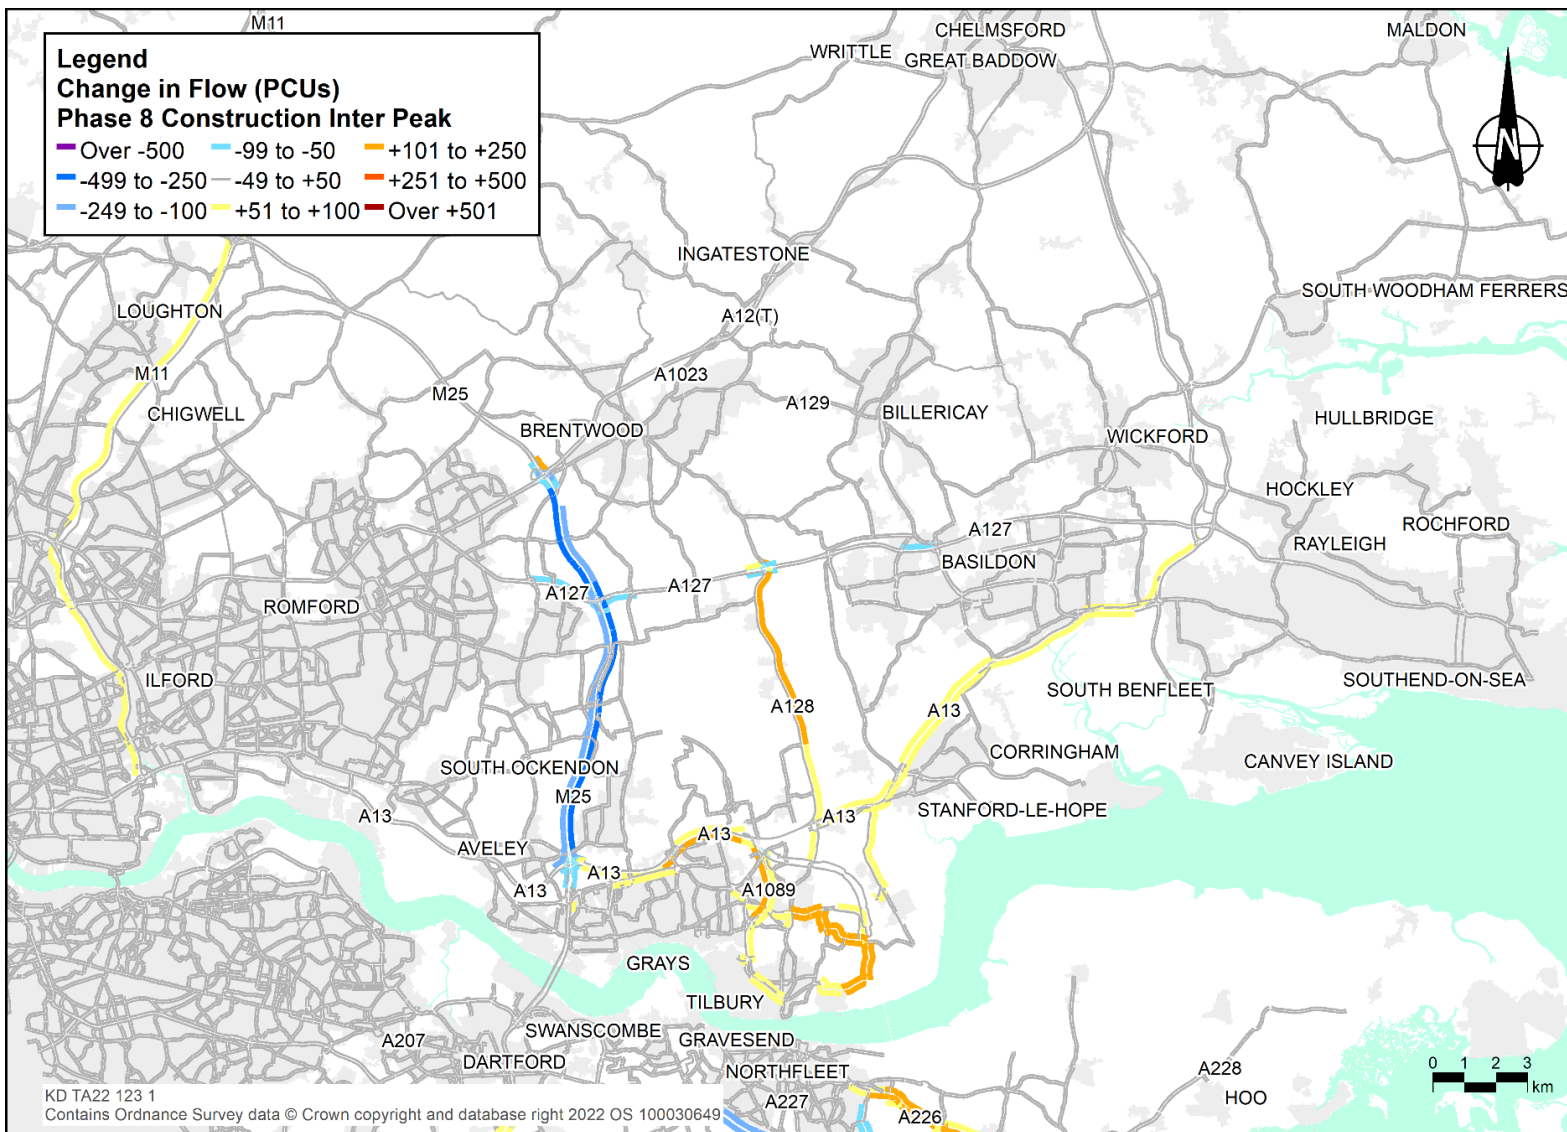 M11
CHELMSFORD
MALDON
WRITTLE
GREAT BADDOW
Legend
Change in Flow (PCUs)
Phase 8 Construction Inter Peak
Over -500 -99 to -50 +101 to +250
-499 to -250 -49 to +50 +251 to +500
-249 to -100 +51 to +100 Over +501
N
INGATESTONE
SOUTH WOODHAM FERRERS
LOUGHTON
A12(T)
M11
A1023
M25
A129
CHIGWELL
BILLERICAY
HULLBRIDGE
BRENTWOOD
WICKFORD
HOCKLEY
A127
ROCHFORD
RAYLEIGH
BASILDON
A127
A127
ROMFORD
ILFORD
SOUTH BENFLEET
SOUTHEND-ON-SEA
A128
A13
CORRINGHAM
CANVEY ISLAND
SOUTH OCKENDON
M25
STANFORD-LE-HOPE
A13
A13
A13
AVELEY
A13
A13
A1089
GRAYS
TILBURY
SWANSCOMBE
GRAVESEND
A207
DARTFORD
NORTHFLEET
A228
HOO
0 1 2 3
km
KD TA22 123 1
A227
A226
Contains Ordnance Survey data © Crown copyright and database right 2022 OS 100030649